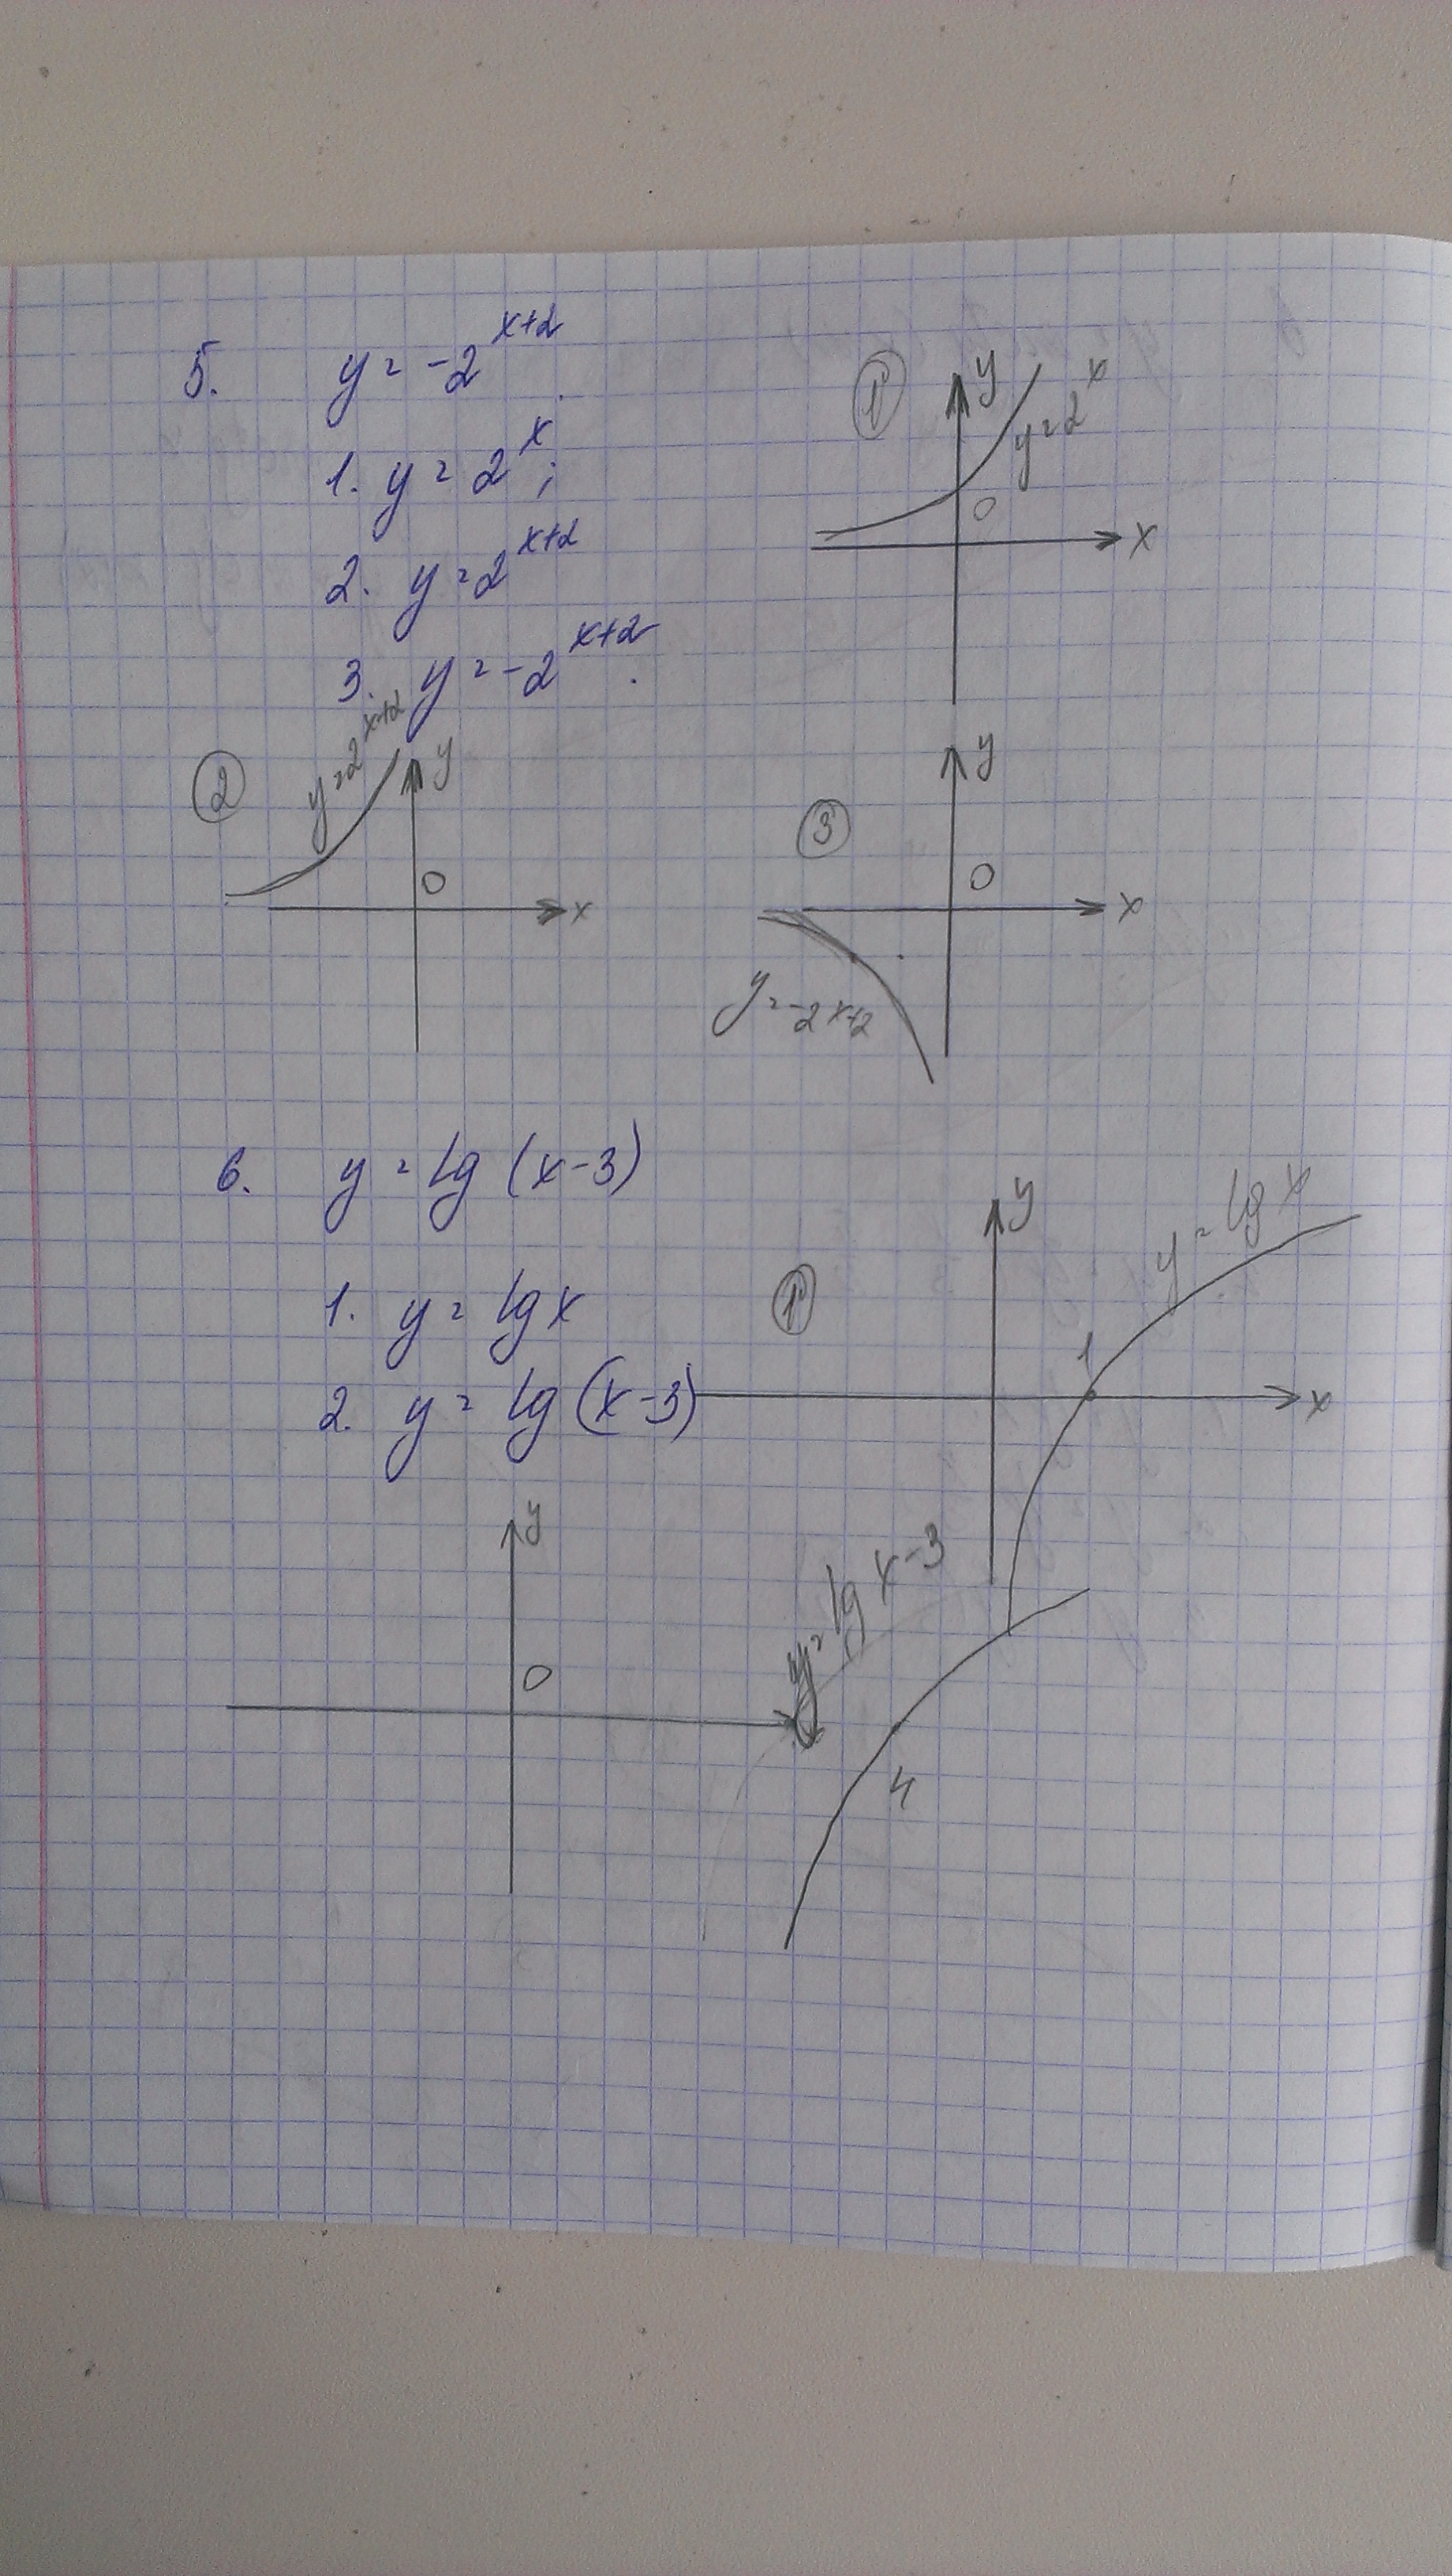 5. y = -2^{x+2}
1. y = 2^x;
2. y = 2^{x+2}
3. y = -2^{x+2}.
1 y y=2^x 0 x
2 y=2^{x+2} y 0 x
3 y 0 x y=-2^{x+2}
6. y = lg (x-3)
1. y = lg x
2. y = lg (x-3)
1 y y=lg x 1 x
y 0 y=lg x-3 4